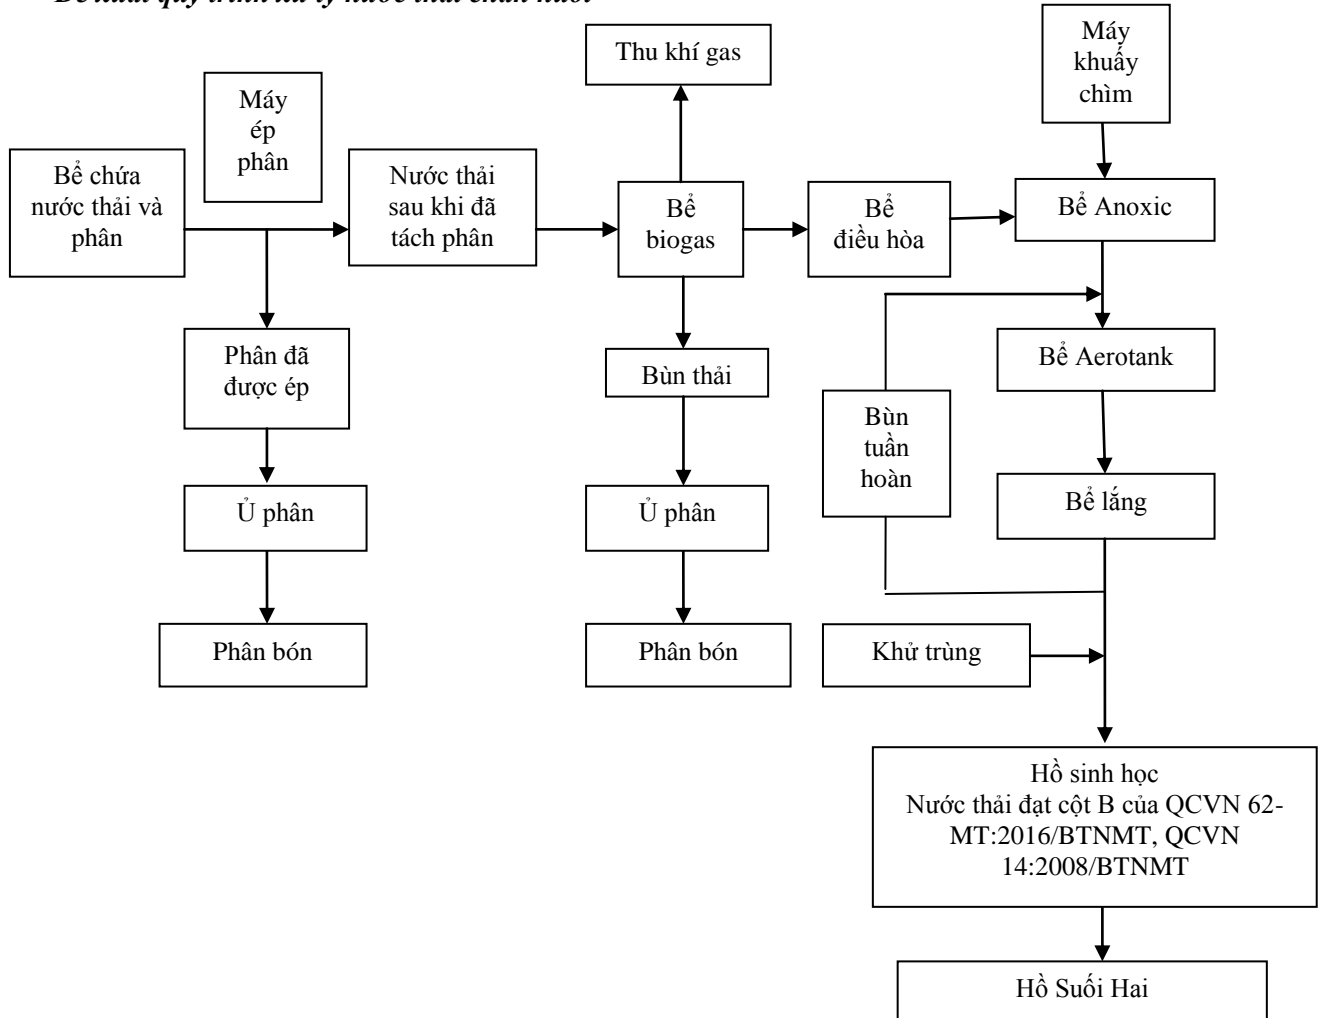 Thu khí gas
Máy
khuấy
chìm
Máy
ép
phân
Bể chứa
nước thải và
phân
Nước thải
sau khi đã
tách phân
Bể
biogas
Bể
điều hòa
Bể Anoxic
Phân đã
được ép
Bùn thải
Bể Aerotank
Bùn
tuần
hoàn
Ủ phân
Ủ phân
Bể lắng
Phân bón
Phân bón
Khử trùng
Hồ sinh học
Nước thải đạt cột B của QCVN 62-
MT:2016/BTNMT, QCVN
14:2008/BTNMT
Hồ Suối Hai